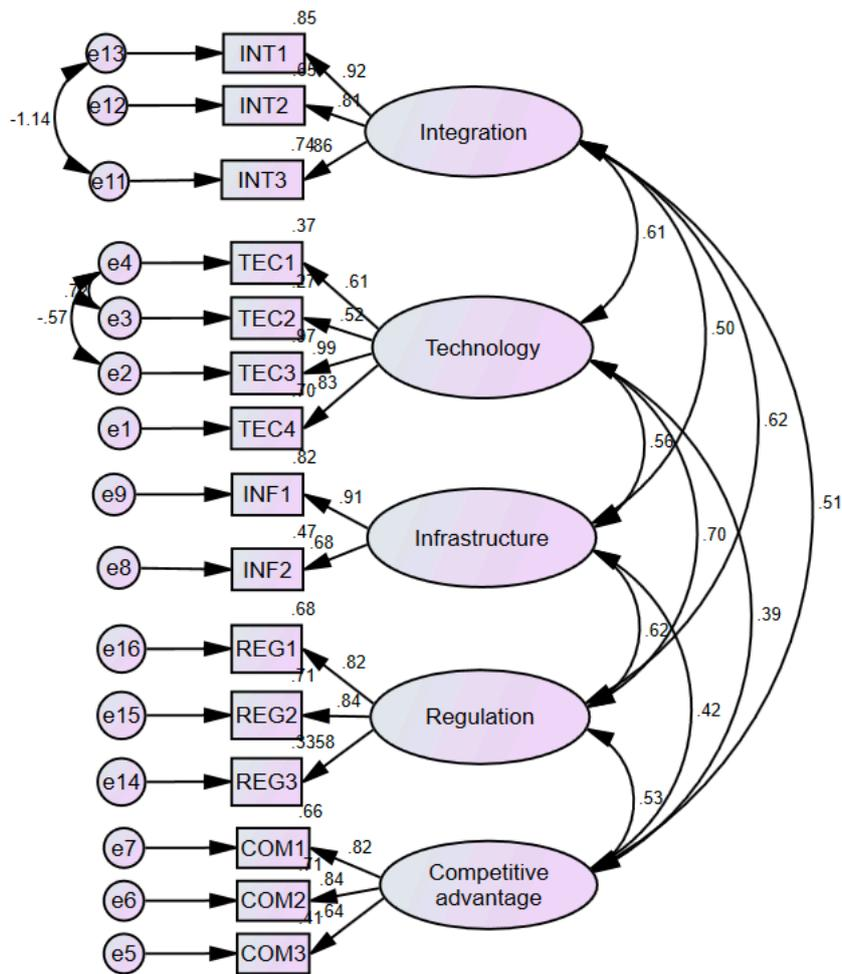 .85
e13
INT1
.92
.65
-1.14
e12
INT2
.81
Integration
.74
.86
e11
INT3
.37
.61
e4
TEC1
.61
.27
-.57
e3
TEC2
.52
.97
.99
Technology
.50
e2
TEC3
.83
.70
e1
TEC4
.62
.56
.82
e9
INF1
.91
.51
.47
.68
Infrastructure
.70
e8
INF2
.68
.39
e16
REG1
.82
.62
.71
e15
REG2
.84
Regulation
.42
.33
.58
e14
REG3
.53
.66
e7
COM1
.82
.71
.84
Competitive
advantage
e6
COM2
.64
.41
e5
COM3